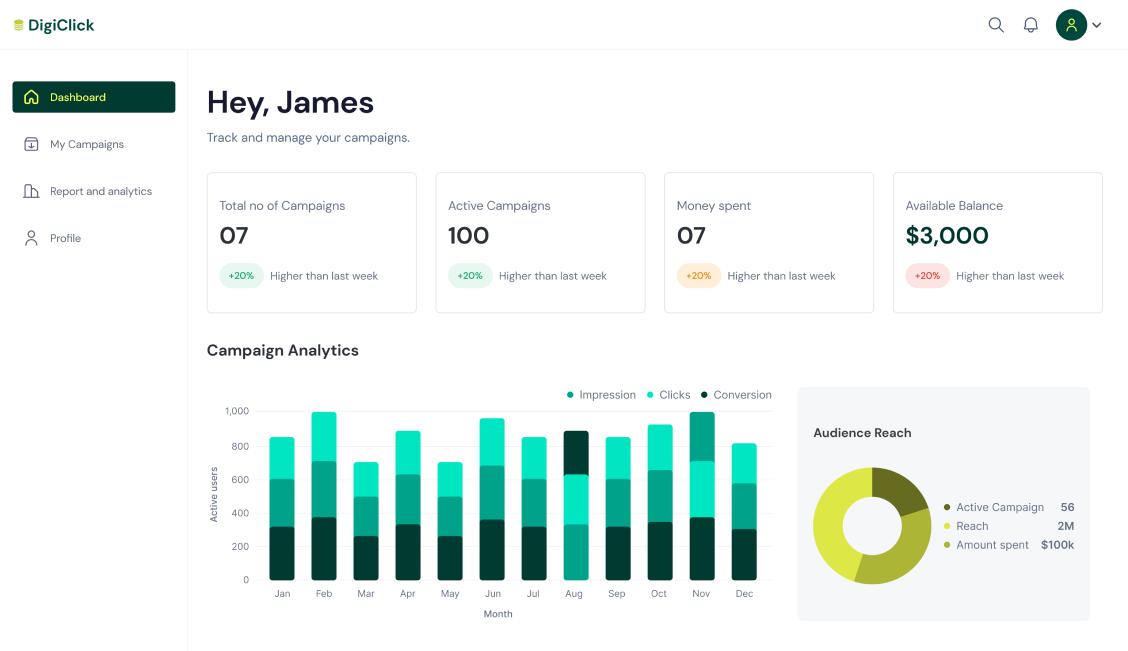 DigiClick
Dashboard
My Campaigns
Report and analytics
Profile
Hey, James
Track and manage your campaigns.
Total no of Campaigns
07
+20% Higher than last week
Active Campaigns
100
+20% Higher than last week
Money spent
07
+20% Higher than last week
Available Balance
$3,000
+20% Higher than last week
Campaign Analytics
Impression Clicks Conversion
Active users
1,000
800
600
400
200
0
Jan Feb Mar Apr May Jun Jul Aug Sep Oct Nov Dec
Month
Audience Reach
Active Campaign 56
Reach 2M
Amount spent $100k